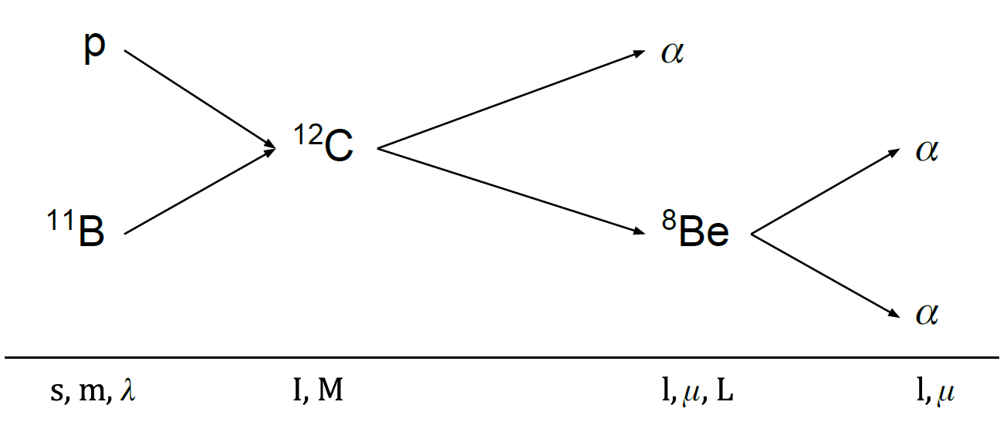 p
α
¹²C
α
¹¹B
⁸Be
α
s, m, λ
I, M
l, μ, L
l, μ